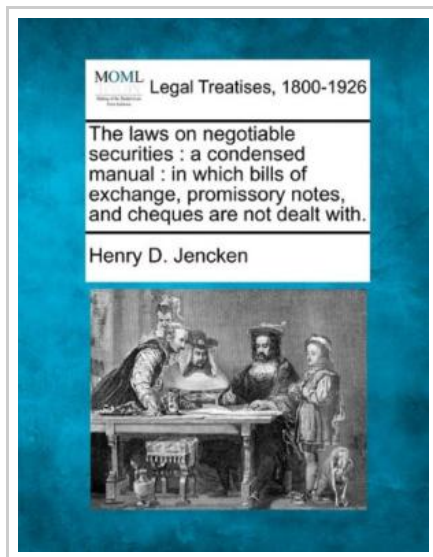 MOML
Legal Treatises, 1800-1926
The laws on negotiable
securities : a condensed
manual : in which bills of
exchange, promissory notes,
and cheques are not dealt with.
Henry D. Jencken